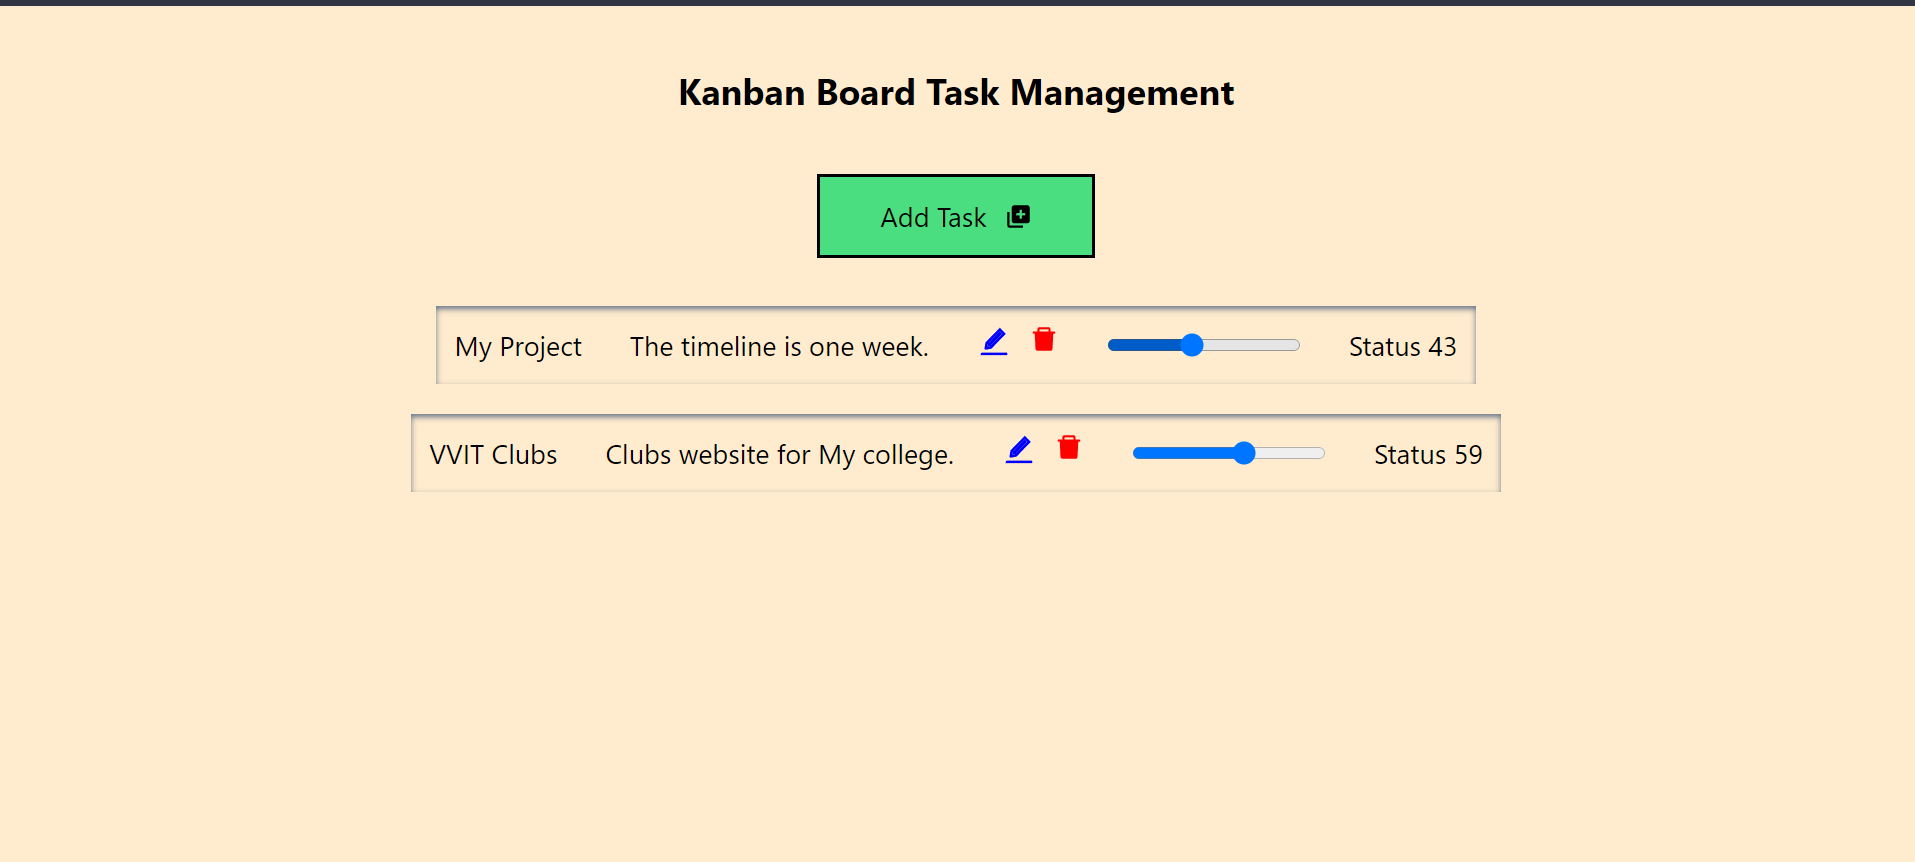 Kanban Board Task Management
Add Task
My Project The timeline is one week. Status 43
VVIT Clubs Clubs website for My college. Status 59